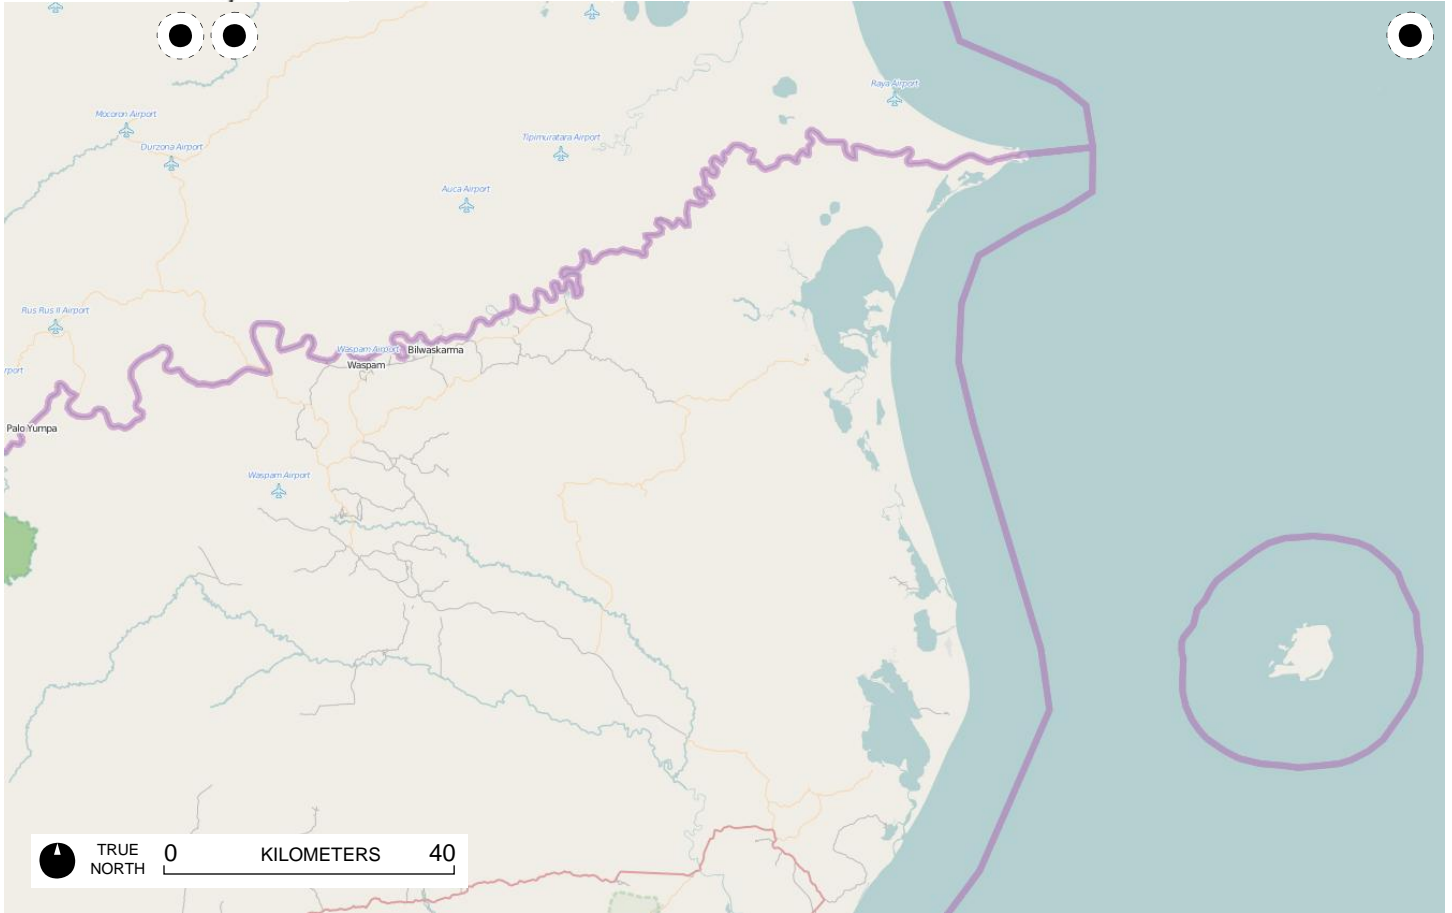 Raya Airport
Mocoron Airport
Tipimuratara Airport
Durzona Airport
Auca Airport
Rus Rus II Airport
Waspam Airport
Bilwaskarma
Waspam
rport
Palo Yumpa
Waspam Airport
TRUE NORTH
0 KILOMETERS 40